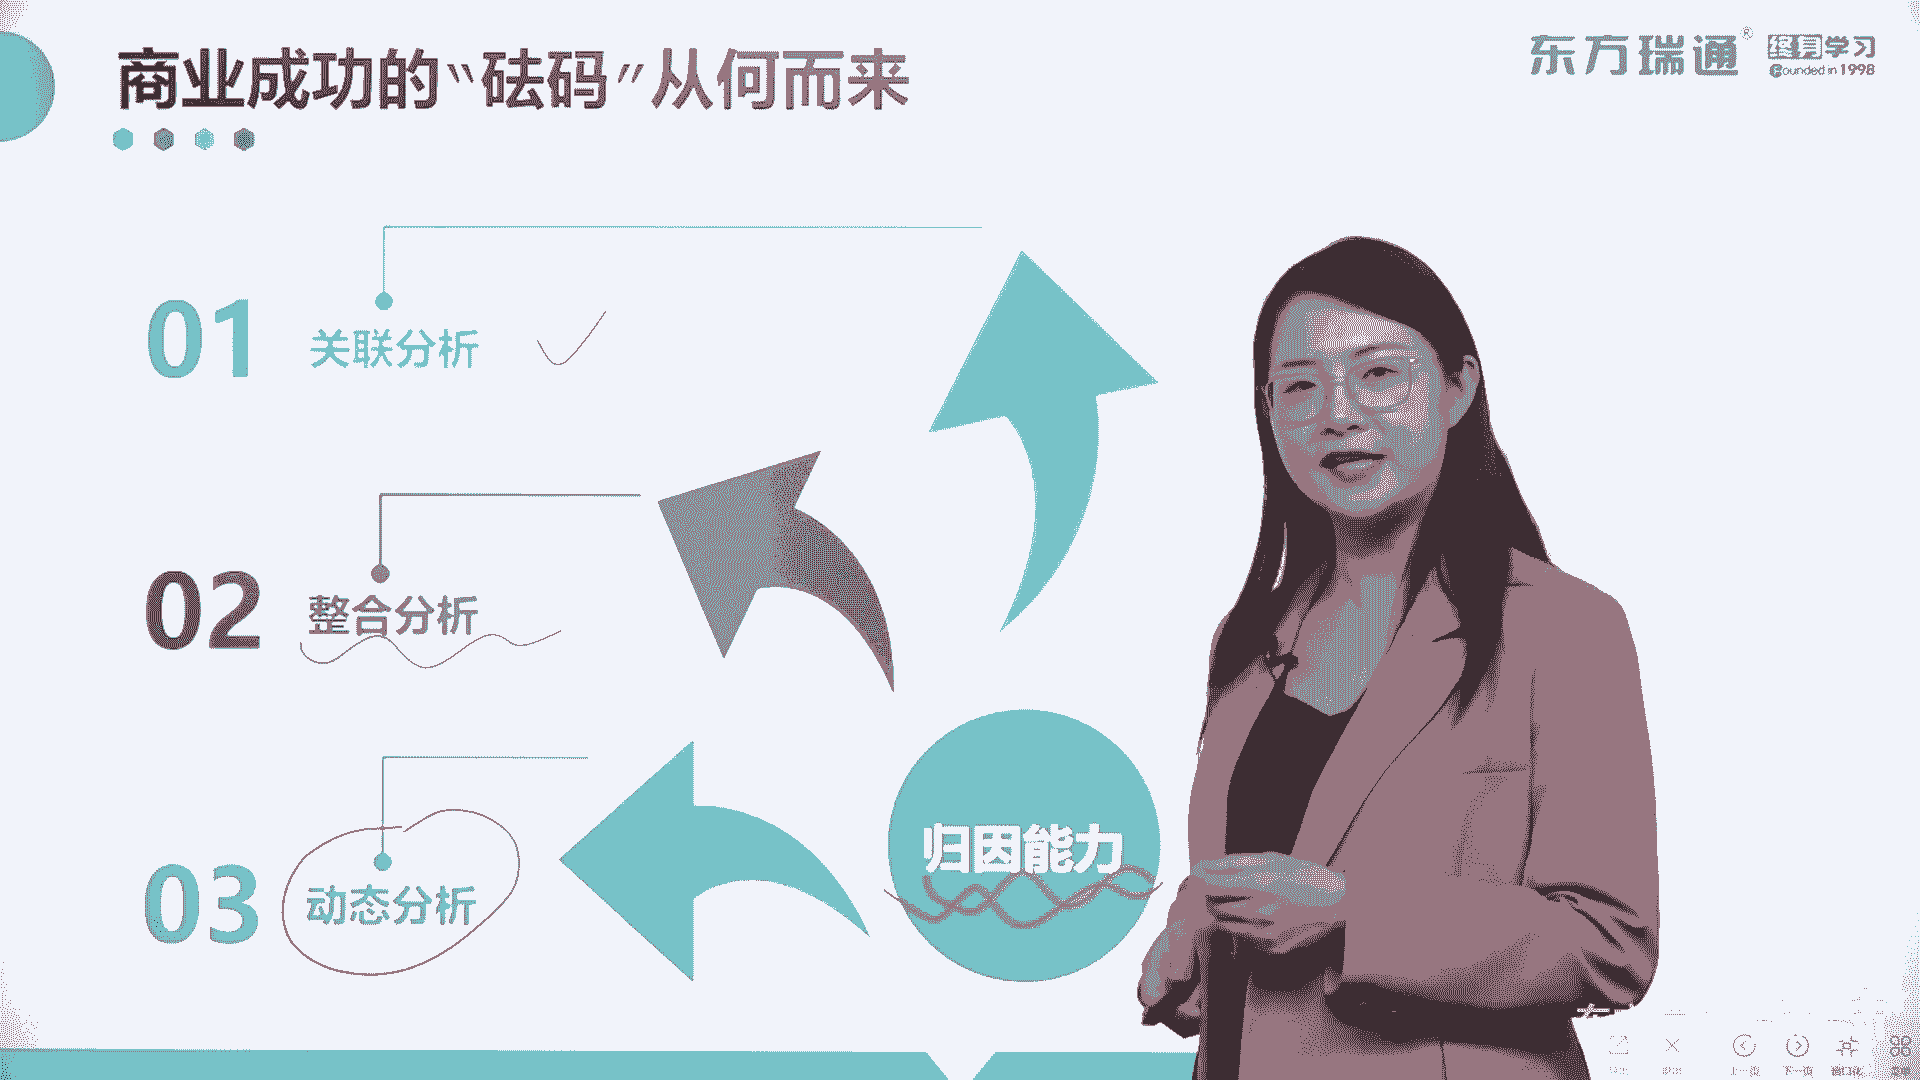 商业成功的“砝码”从何而来
东方瑞通®
终身学习
Founded in 1998
01
关联分析
02
整合分析
03
动态分析
归因能力
上一页
下一页